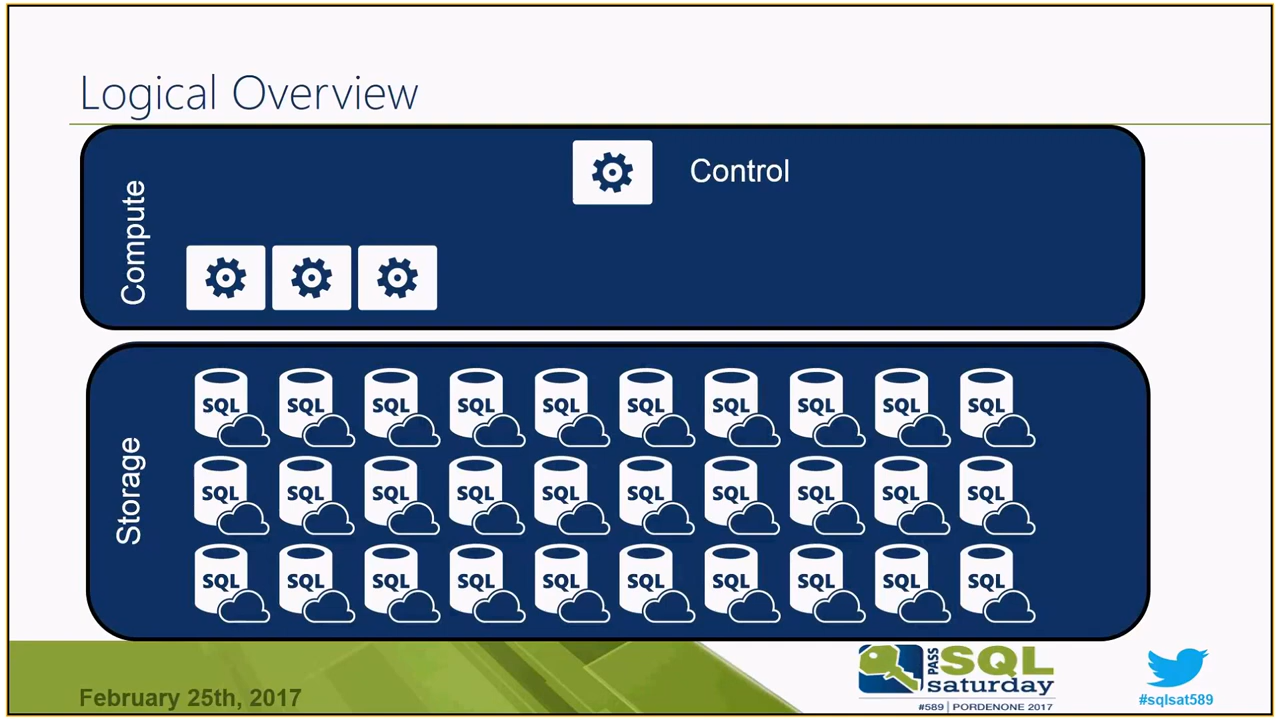 Logical Overview
Compute
Control
Storage
SQL SQL SQL SQL SQL SQL SQL SQL SQL SQL
SQL SQL SQL SQL SQL SQL SQL SQL SQL SQL
SQL SQL SQL SQL SQL SQL SQL SQL SQL SQL
February 25th, 2017
PASS
SQL
saturday
#589 | PORDENONE 2017
#sqlsat589